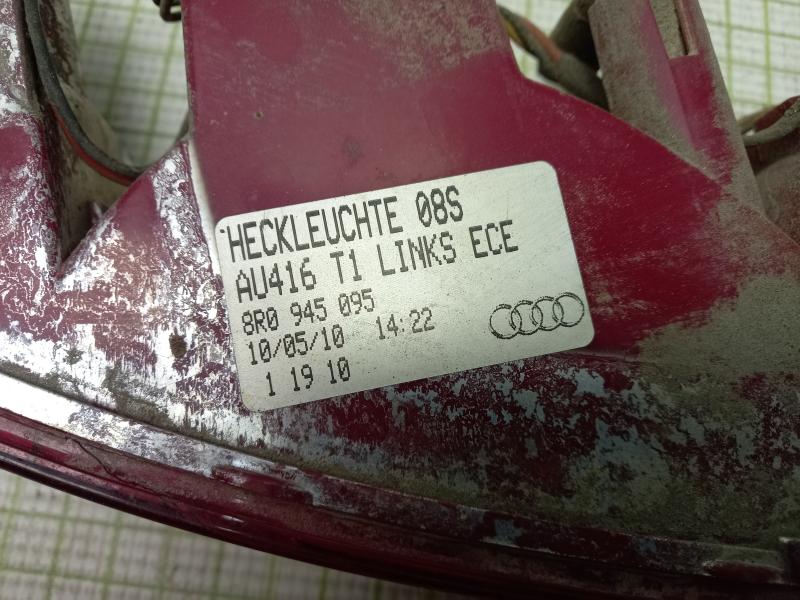 HECKLEUCHTE 08S
AU416 T1 LINKS ECE
8R0 945 095
10/05/10 14:22
1 19 10